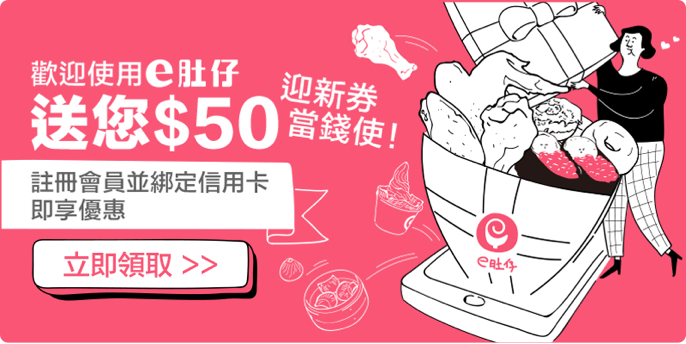 歡迎使用e肚仔
送您$50
迎新券
當錢使!
註冊會員並綁定信用卡
即享優惠
立即領取 >>
e肚仔